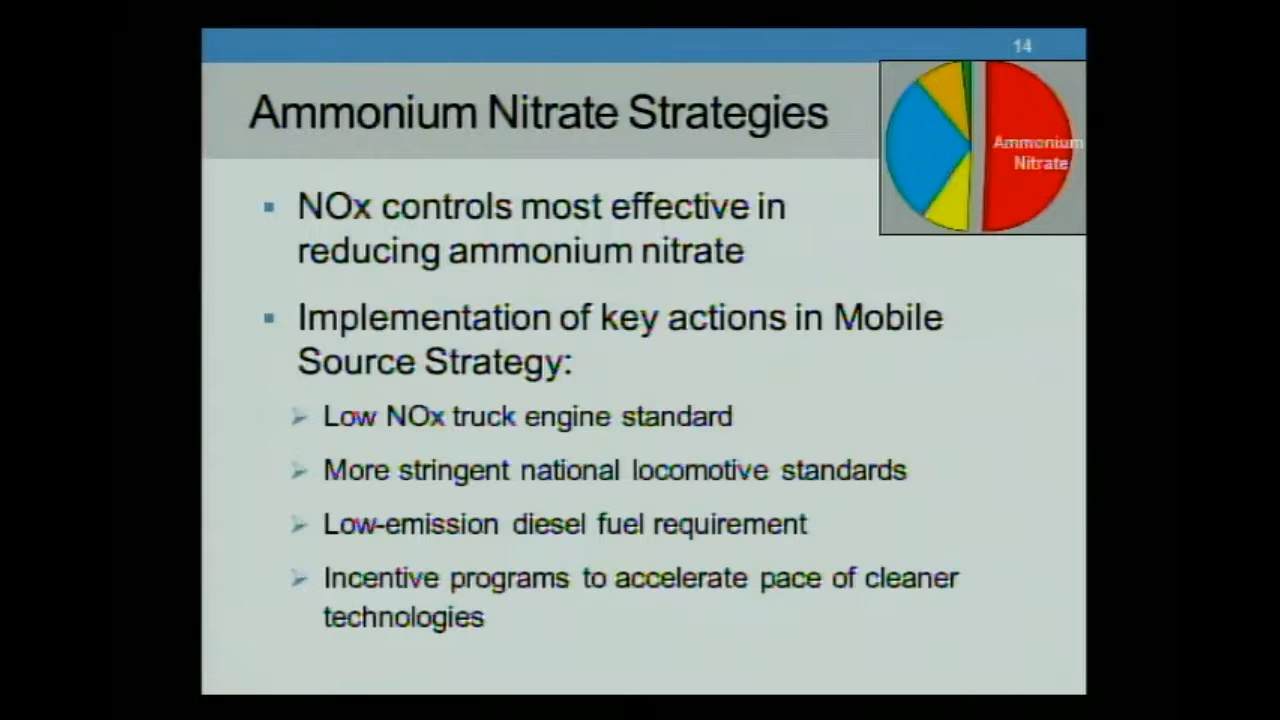 14
Ammonium Nitrate Strategies
Ammonium
Nitrate
NOx controls most effective in
reducing ammonium nitrate
Implementation of key actions in Mobile
Source Strategy:
Low NOx truck engine standard
More stringent national locomotive standards
Low-emission diesel fuel requirement
Incentive programs to accelerate pace of cleaner
technologies